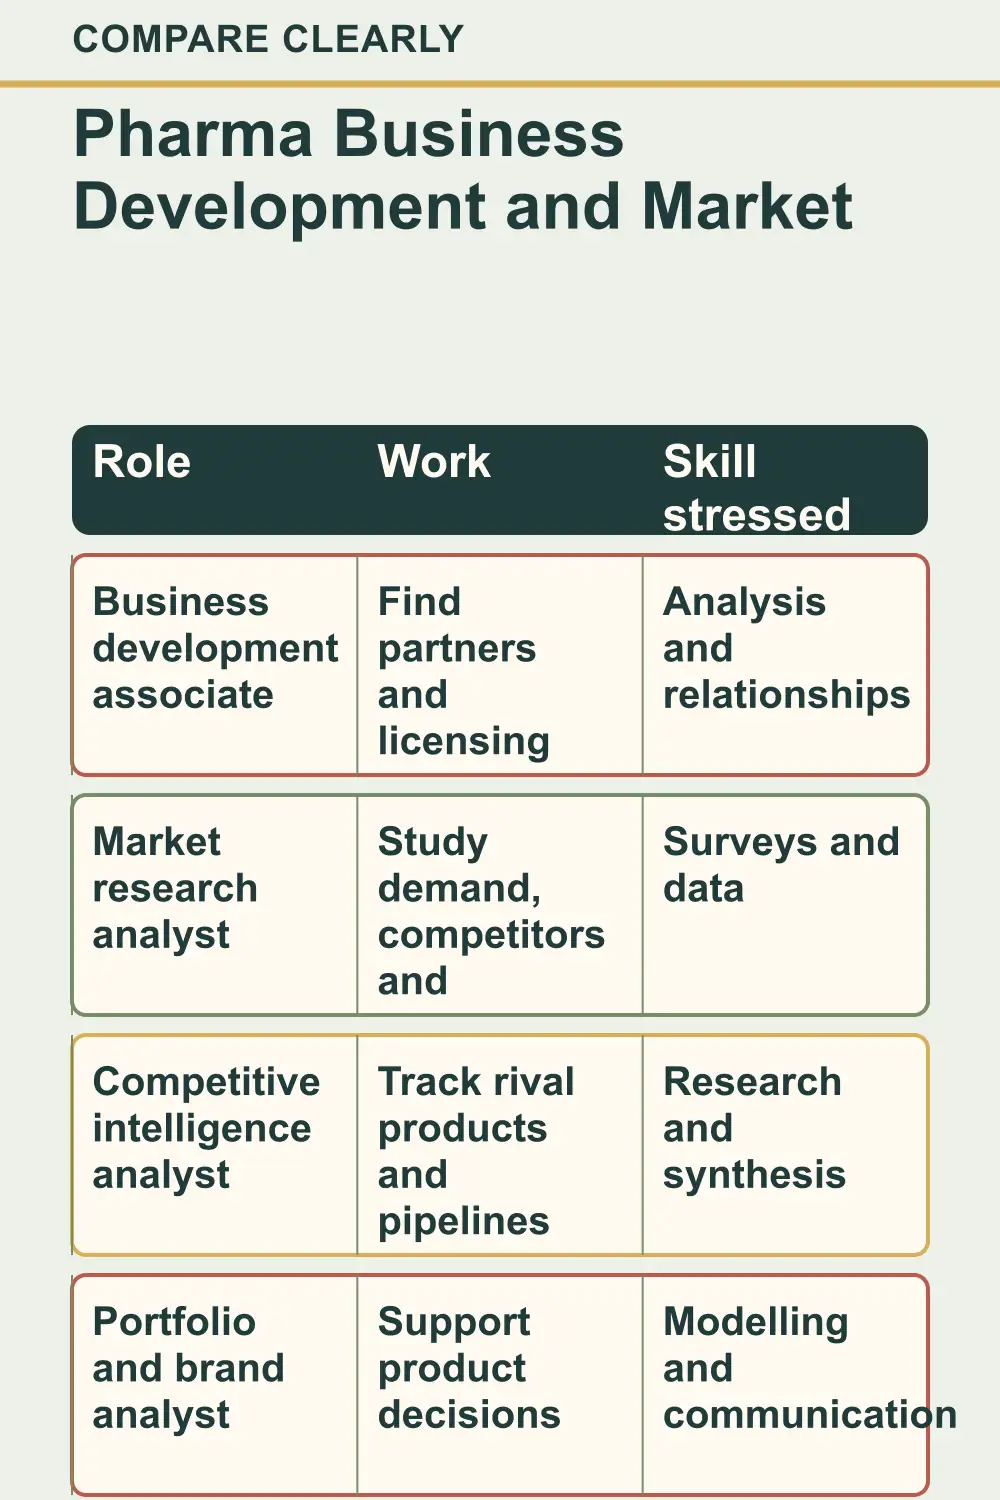 COMPARE CLEARLY
Pharma Business
Development and Market
Role
Work
Skill
stressed
Business
development
associate
Find
partners
and
licensing
Analysis
and
relationships
Market
research
analyst
Study
demand,
competitors
and
Surveys and
data
Competitive
intelligence
analyst
Track rival
products
and
pipelines
Research
and
synthesis
Portfolio
and brand
analyst
Support
product
decisions
Modelling
and
communication